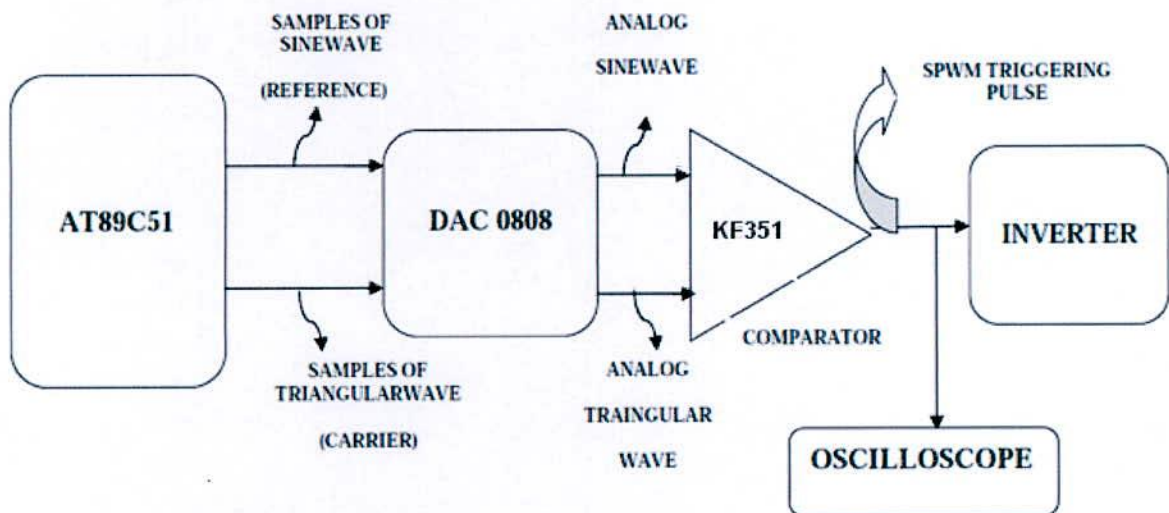 SAMPLES OF
SINEWAVE
(REFERENCE)
ANALOG
SINEWAVE
SPWM TRIGGERING
PULSE
AT89C51
DAC 0808
KF351
INVERTER
COMPARATOR
SAMPLES OF
TRIANGULARWAVE
(CARRIER)
ANALOG
TRAINGULAR
WAVE
OSCILLOSCOPE